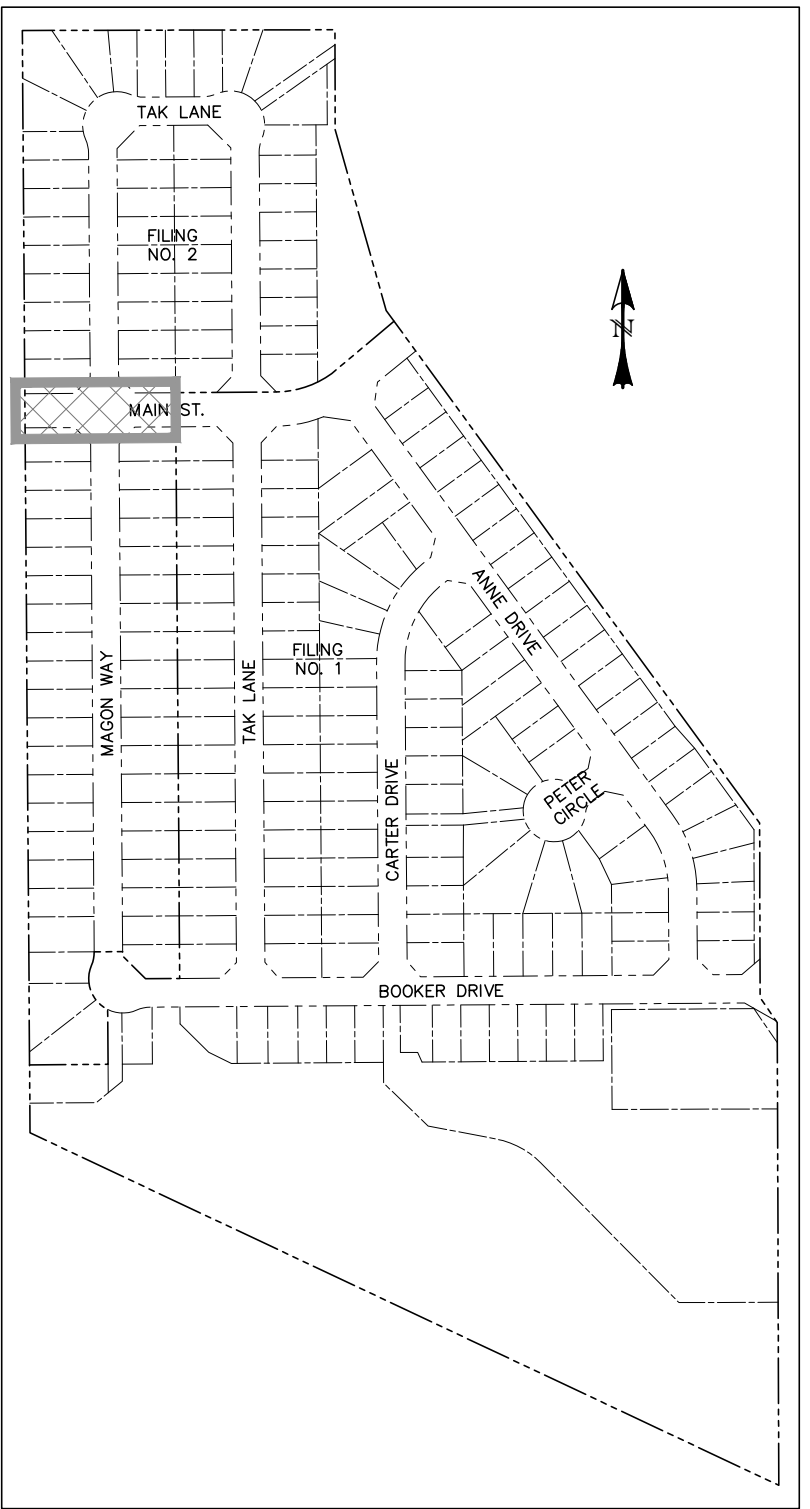 TAK LANE
FILING
NO. 2
N
MAIN ST.
ANNE DRIVE
FILING
NO. 1
MAGON WAY
TAK LANE
CARTER DRIVE
PETER
CIRCLE
BOOKER DRIVE